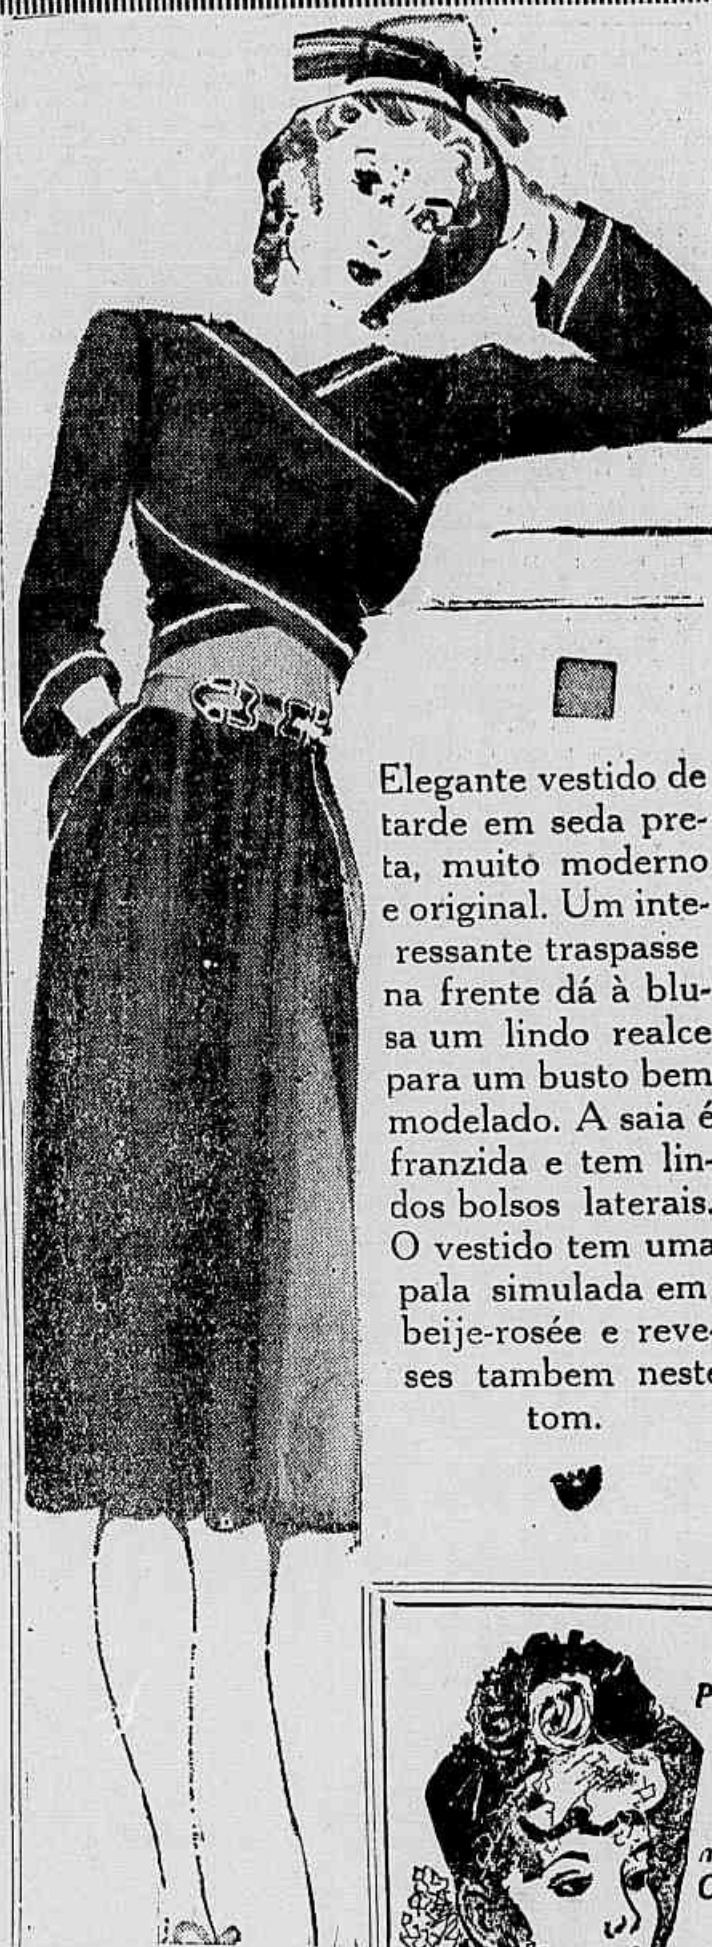 Elegante vestido de
tarde em seda pre-
ta, muito moderno
e original. Um inte-
ressante traspasse
na frente dá à blu-
sa um lindo realce
para um busto bem
modelado. A saia é
franzida e tem lin-
dos bolsos laterais.
O vestido tem uma
pala simulada em
beije-rosée e reve-
ses tambem neste
tom.